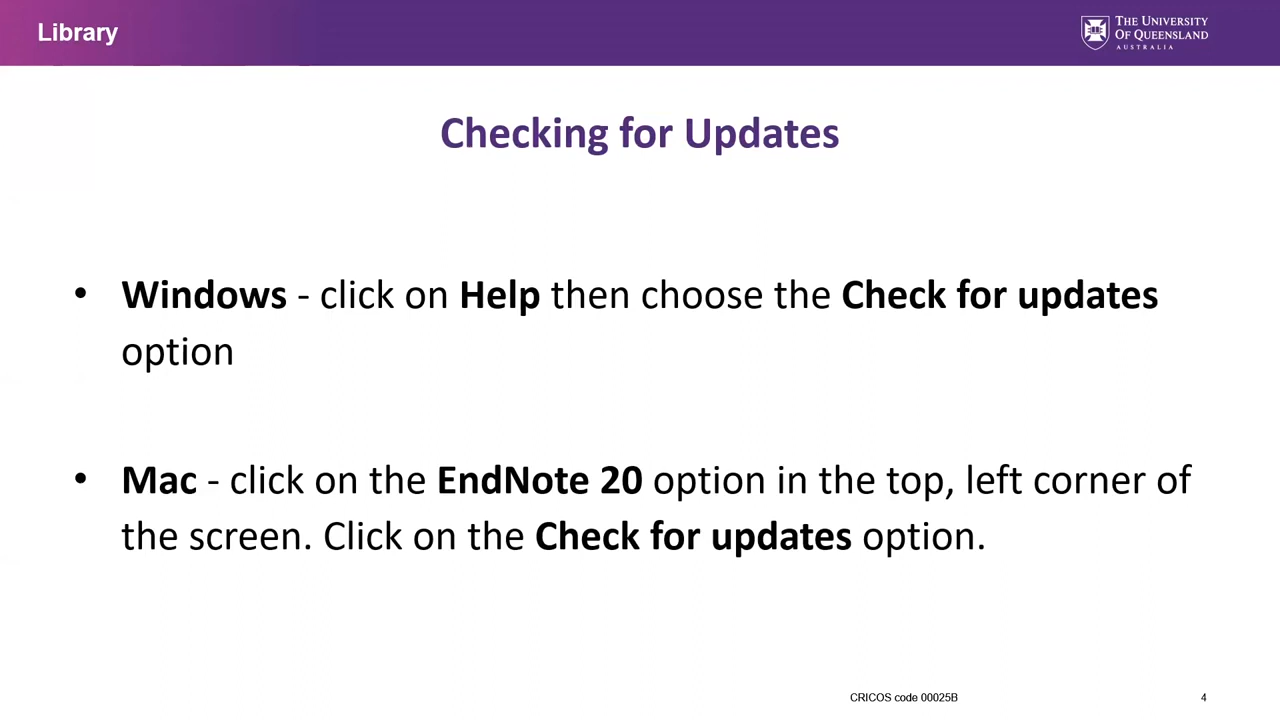 Library
THE UNIVERSITY
OF QUEENSLAND
AUSTRALIA
Checking for Updates
• Windows - click on Help then choose the Check for updates
option
• Mac - click on the EndNote 20 option in the top, left corner of
the screen. Click on the Check for updates option.
CRICOS code 00025B
4